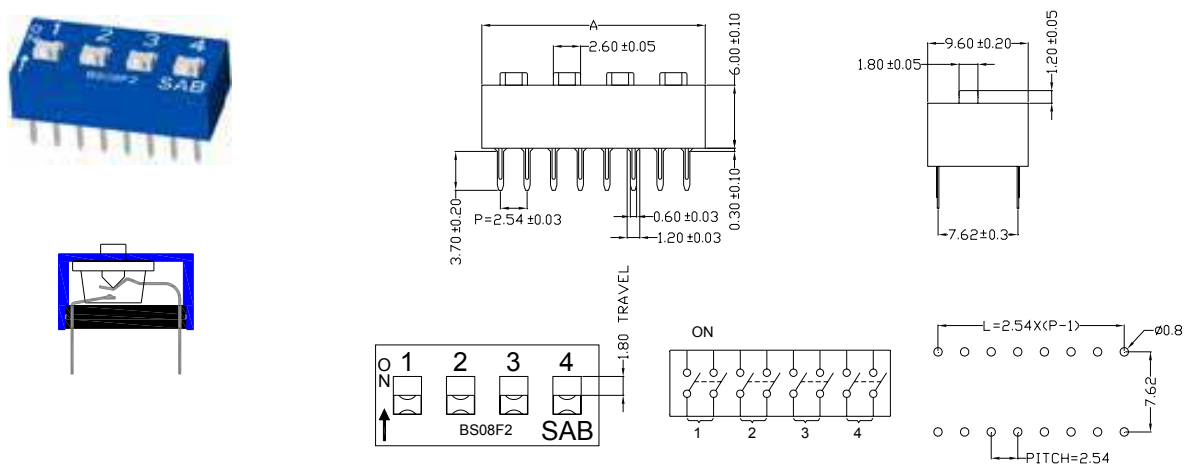 ON
1 2 3 4
BS08F2
SAB
A
2.60 ±0.05
6.00 ±0.10
3.70 ±0.20
P=2.54 ±0.03
0.60 ±0.03
1.20 ±0.03
0.30 ±0.10
9.60 ±0.20
1.80 ±0.05
1.20 ±0.05
7.62±0.3
ON
1 2 3 4
BS08F2 SAB
1.80 TRAVEL
ON
1 2 3 4
L=2.54X(P-1)
ø0.8
7.62
PITCH=2.54